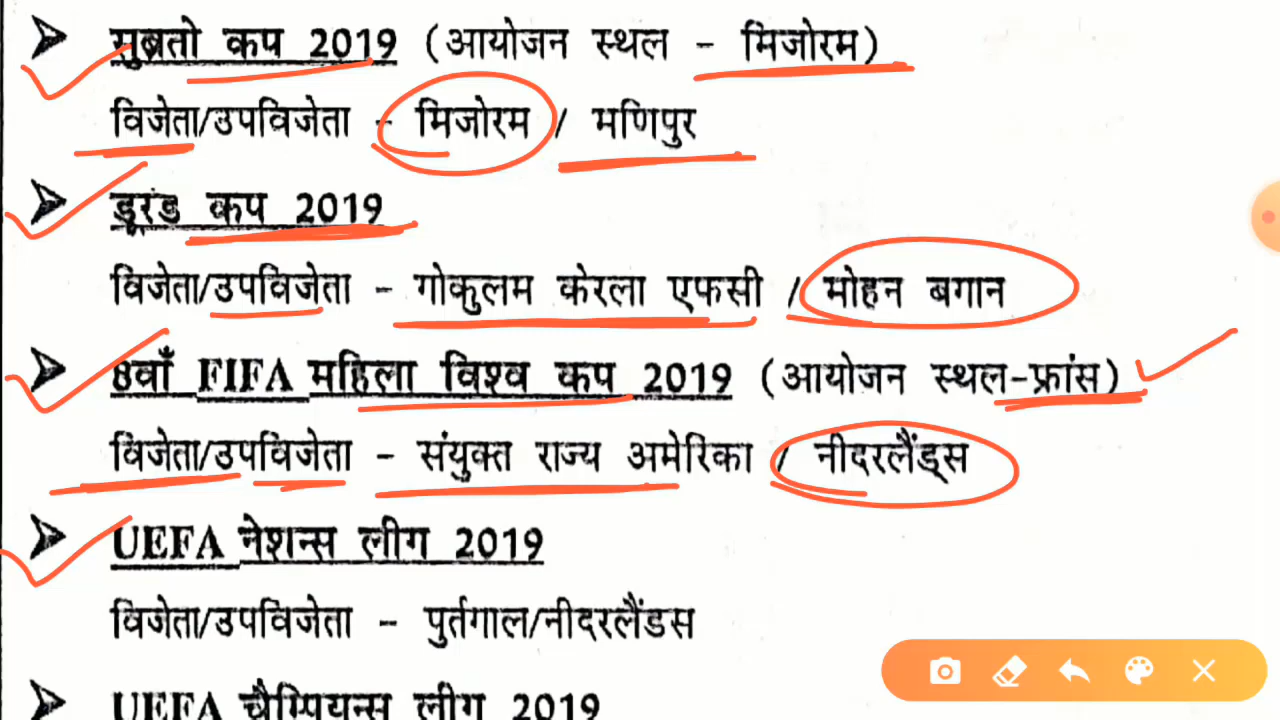 ➤ सुब्रतो कप 2019 (आयोजन स्थल - मिजोरम)
विजेता/उपविजेता - मिजोरम / मणिपुर
➤ डूरंड कप 2019
विजेता/उपविजेता - गोकुलम केरला एफसी / मोहन बगान
➤ 8वाँ FIFA महिला विश्व कप 2019 (आयोजन स्थल-फ्रांस)
विजेता/उपविजेता - संयुक्त राज्य अमेरिका / नीदरलैंड्स
➤ UEFA नेशन्स लीग 2019
विजेता/उपविजेता - पुर्तगाल/नीदरलैंडस
➤ UEFA चैम्पियन्स लीग 2019